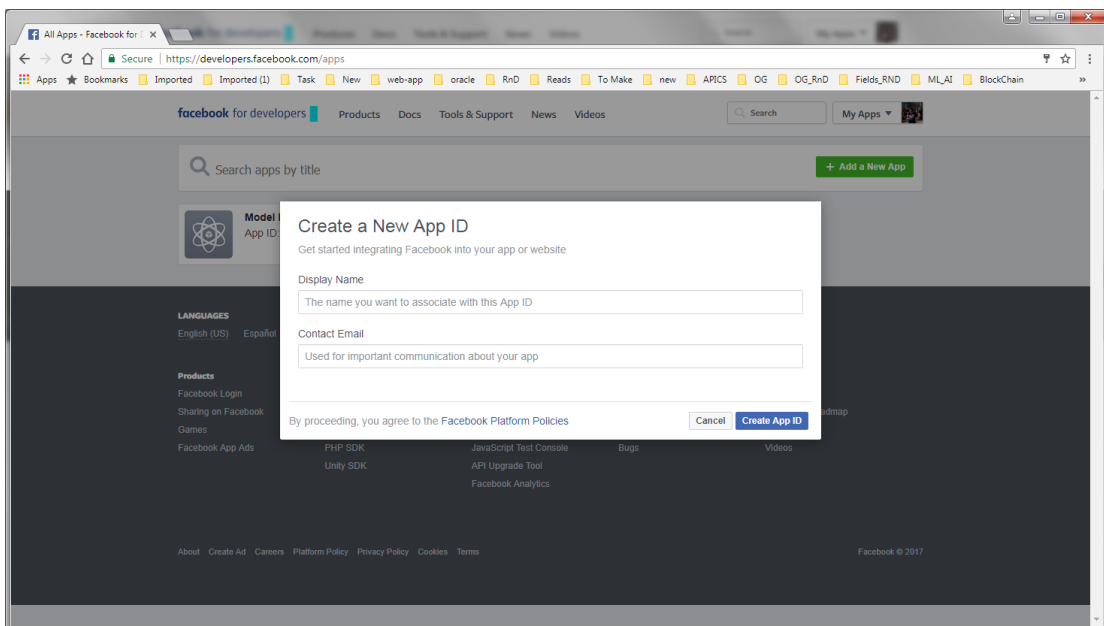 All Apps - Facebook for
Secure https://developers.facebook.com/apps
Apps Bookmarks Imported Imported (1) Task New web-app oracle RnD Reads To Make new APICS OG OG_RnD Fields_RND ML_AI BlockChain »
facebook for developers Products Docs Tools & Support News Videos Search My Apps
Search apps by title + Add a New App
Model
App ID:
Create a New App ID
Get started integrating Facebook into your app or website
Display Name
The name you want to associate with this App ID
Contact Email
Used for important communication about your app
By proceeding, you agree to the Facebook Platform Policies Cancel Create App ID
LANGUAGES
English (US) Español
Products
Facebook Login
Sharing on Facebook
Games
Facebook App Ads PHP SDK JavaScript Test Console Bugs Videos
Unity SDK API Upgrade Tool
Facebook Analytics
About Create Ad Careers Platform Policy Privacy Policy Cookies Terms Facebook © 2017